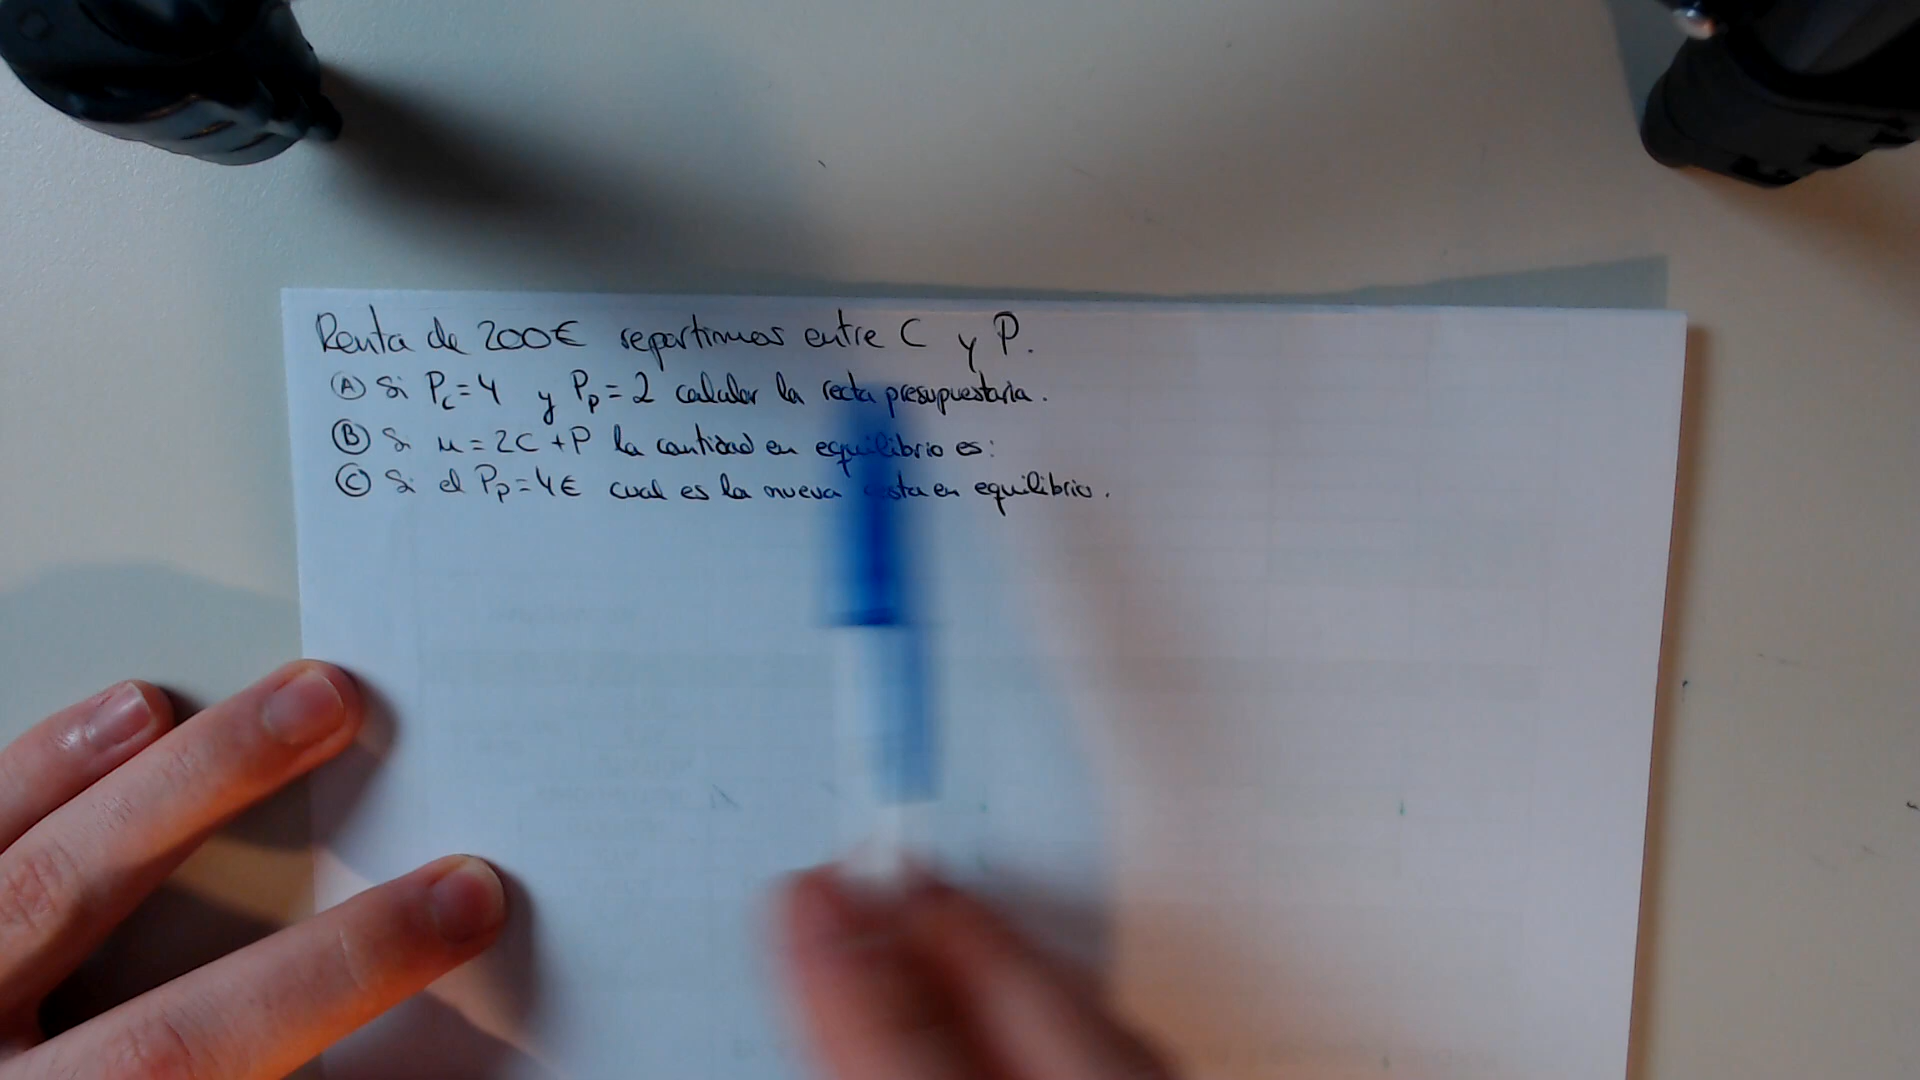 Renta de 200€ repartimos entre C y P.
Ⓐ Si Pc=4 y Pp=2 calcular la recta presupuestaria.
Ⓑ Si u=2C+P la cantidad en equilibrio es:
Ⓒ Si el Pp=4€ cual es la nueva en equilibrio.